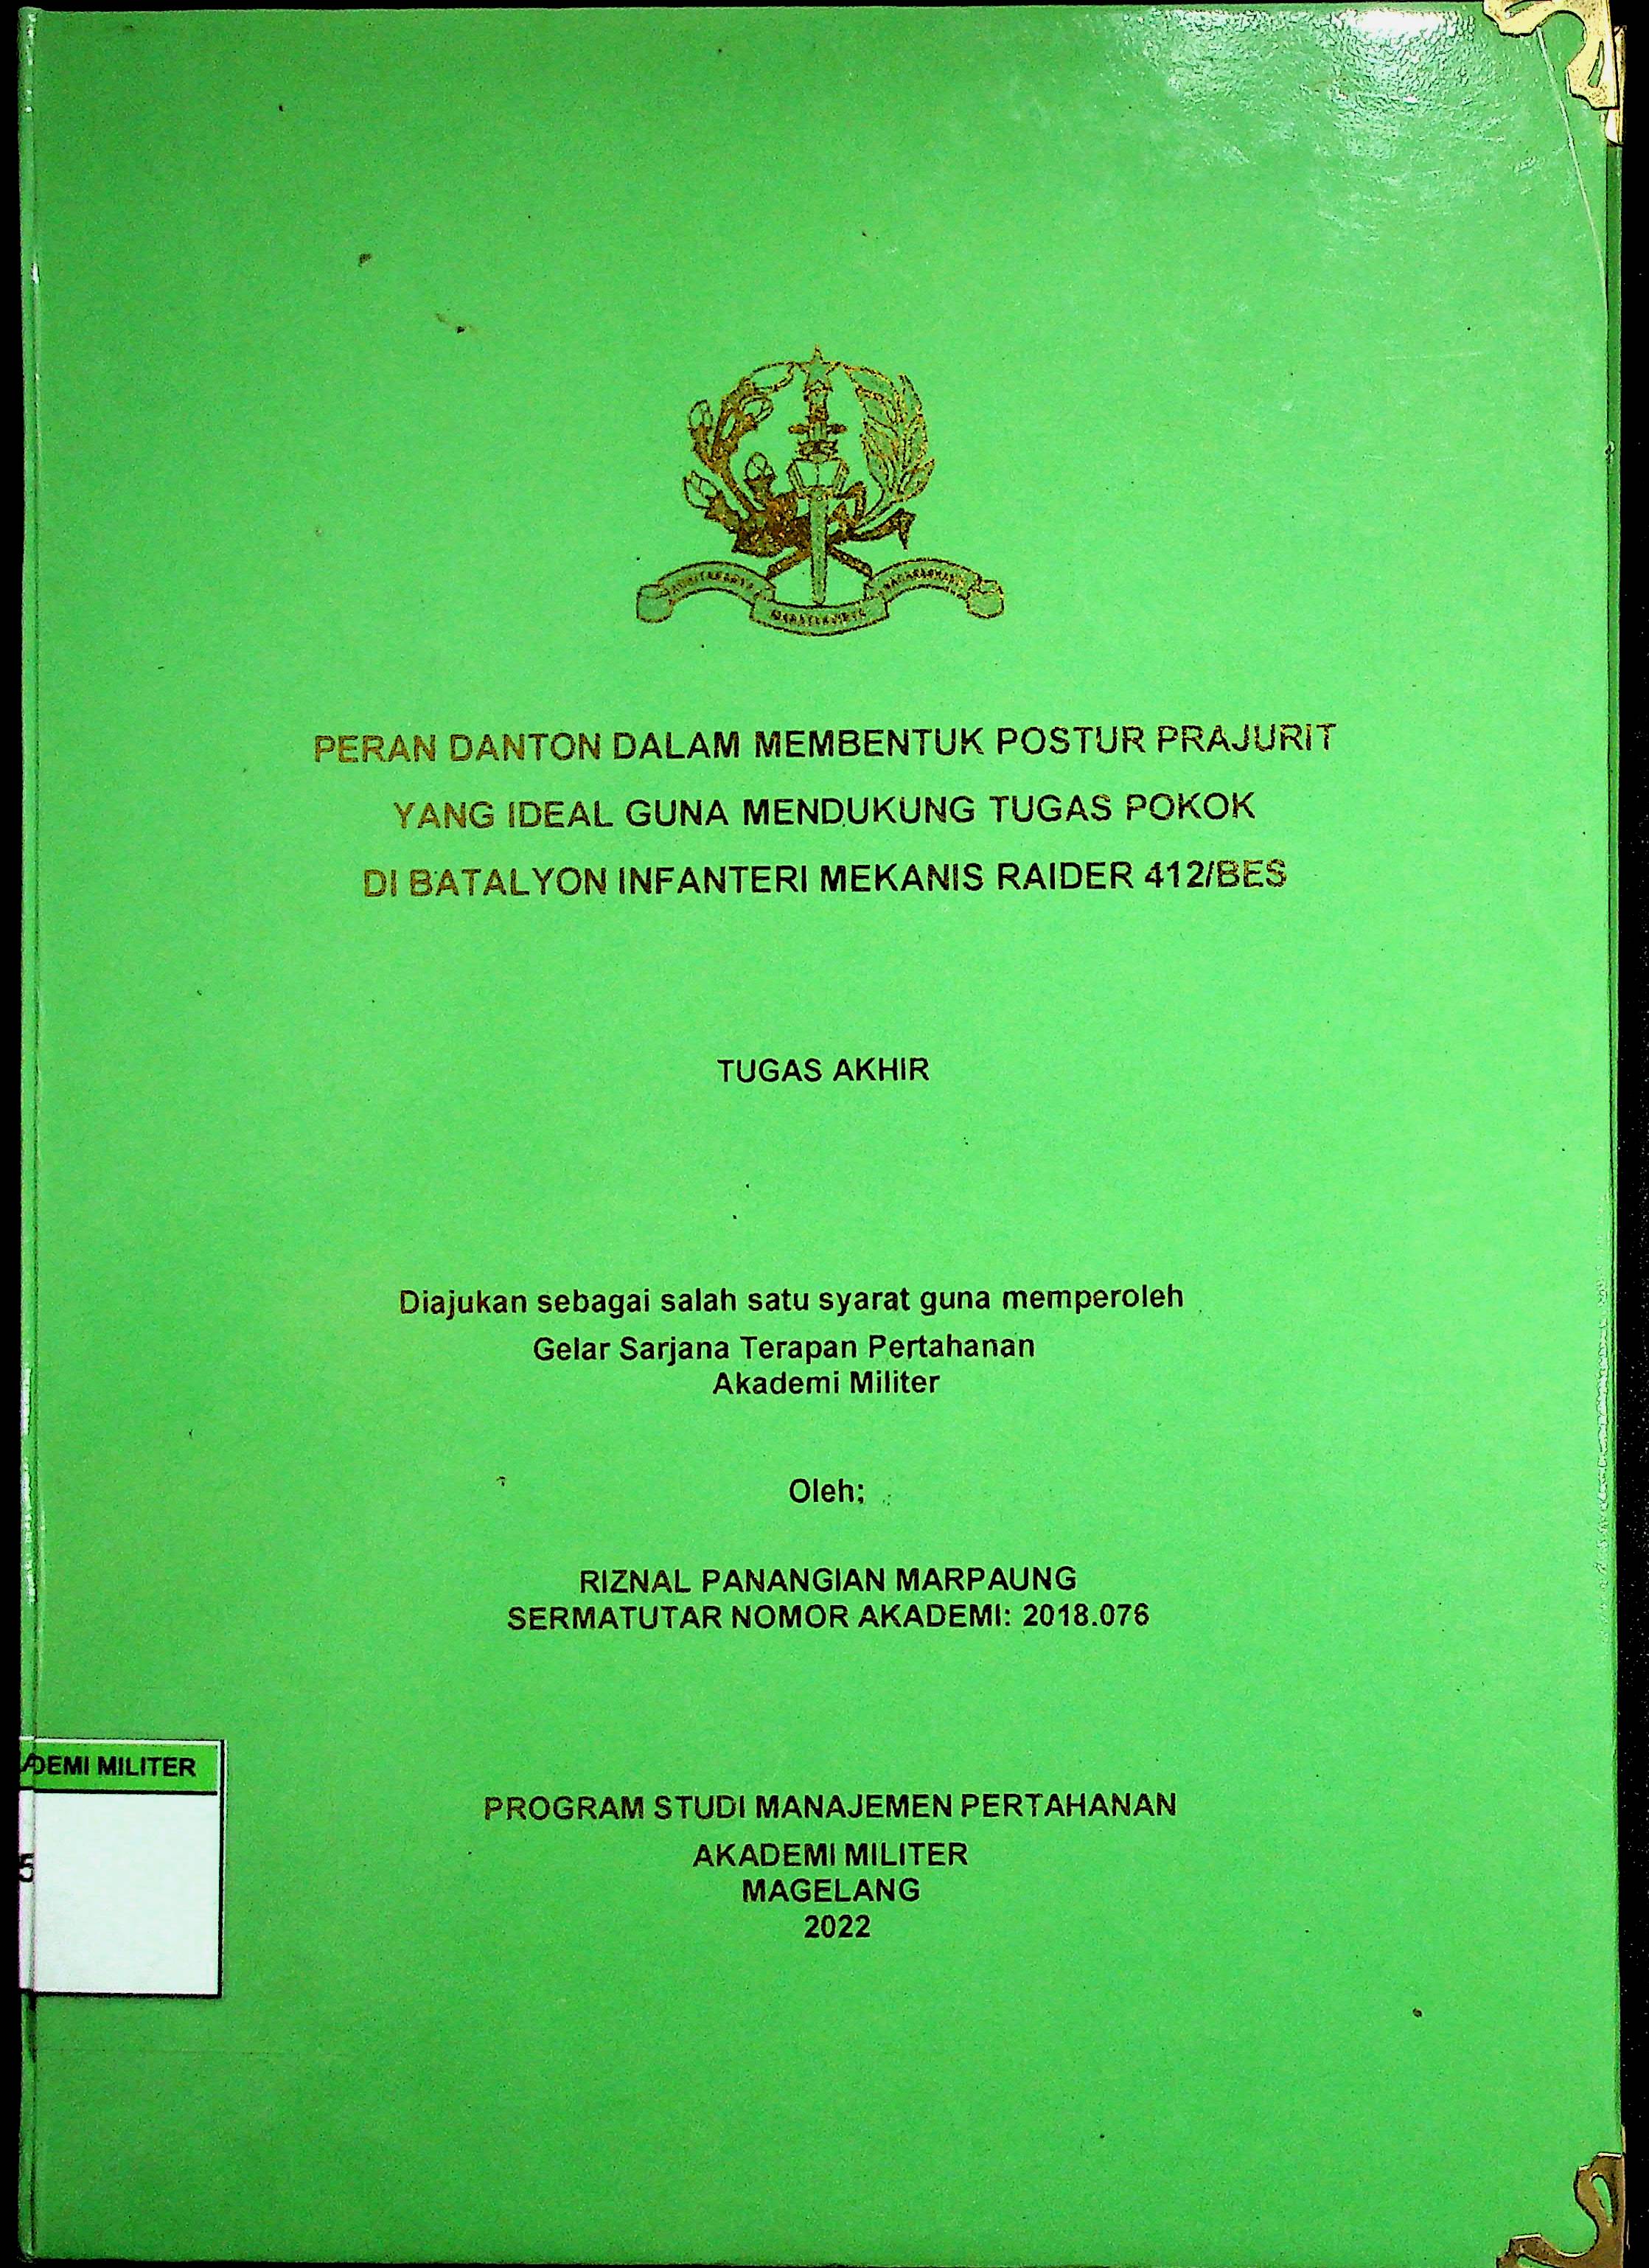 PERAN DANTON DALAM MEMBENTUK POSTUR PRAJURIT
YANG IDEAL GUNA MENDUKUNG TUGAS POKOK
DI BATALYON INFANTERI MEKANIS RAIDER 412/BES
TUGAS AKHIR
Diajukan sebagai salah satu syarat guna memperoleh
Gelar Sarjana Terapan Pertahanan
Akademi Militer
Oleh;
RIZNAL PANANGIAN MARPAUNG
SERMATUTAR NOMOR AKADEMI: 2018.076
ADEMI MILITER
5
PROGRAM STUDI MANAJEMEN PERTAHANAN
AKADEMI MILITER
MAGELANG
2022